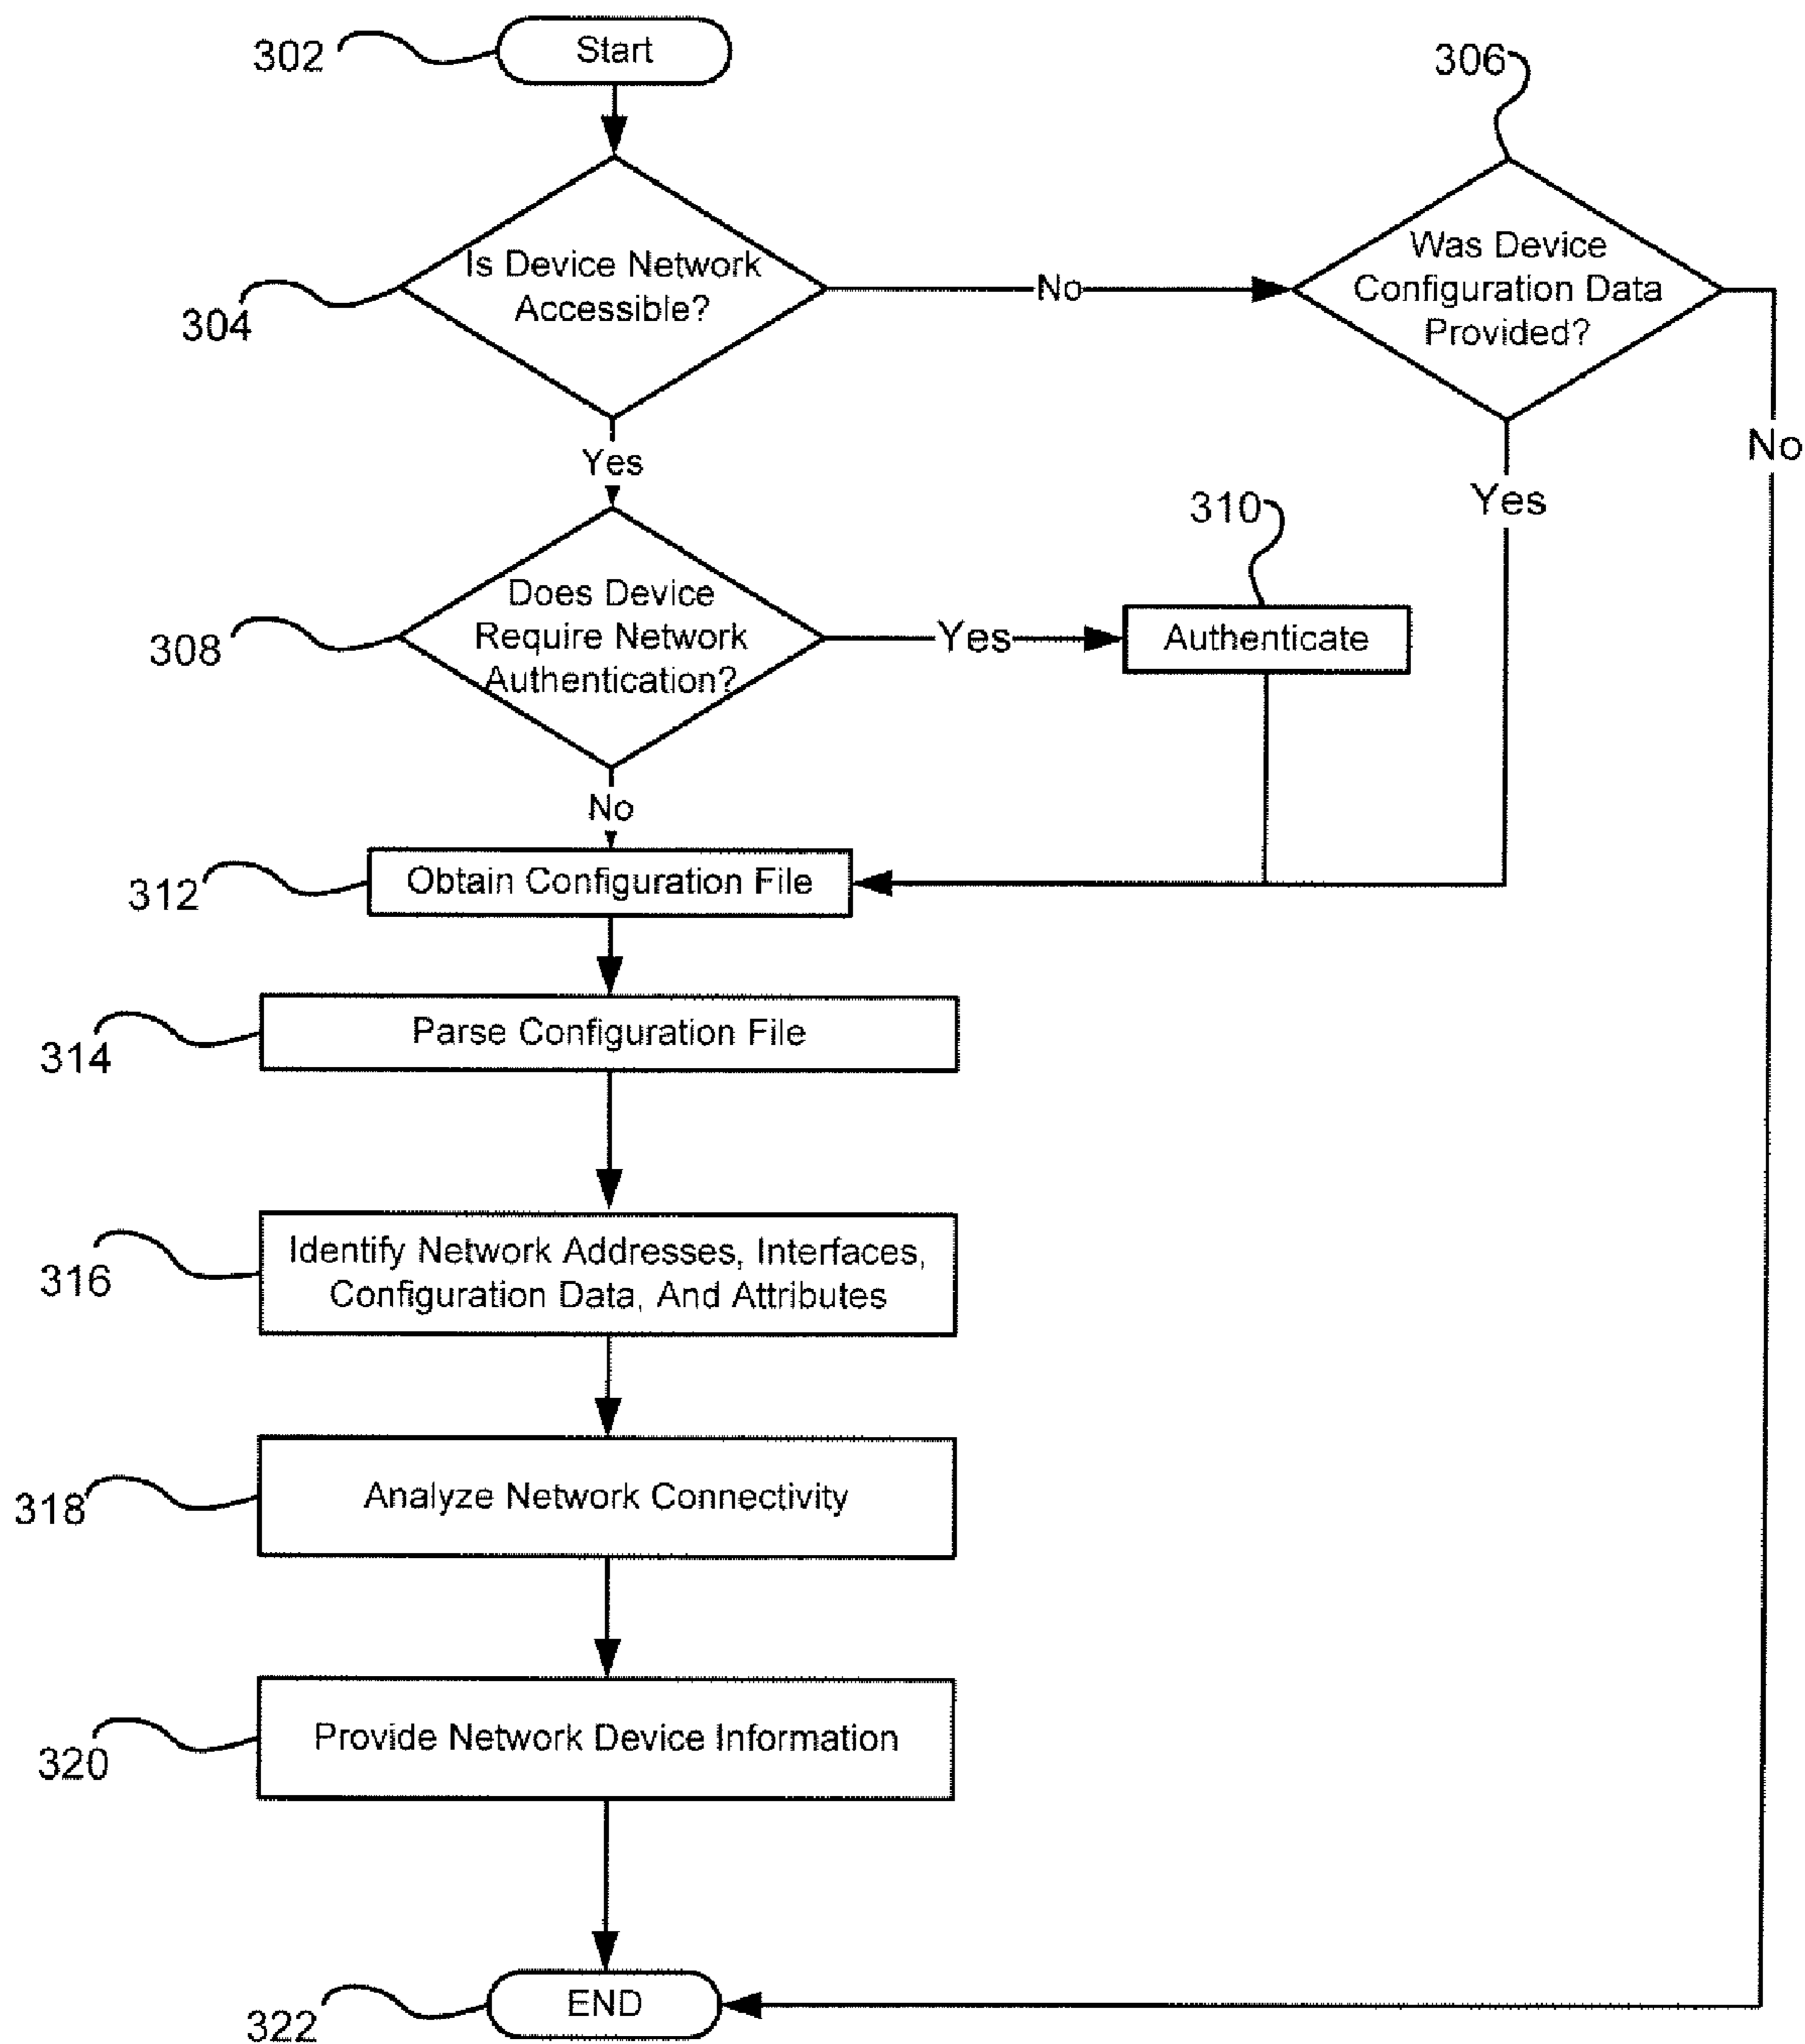 302
Start
306
Is Device Network
Accessible?
304
No
Was Device
Configuration Data
Provided?
No
Yes
Yes
310
Does Device
Require Network
Authentication?
308
Yes
Authenticate
No
312
Obtain Configuration File
314
Parse Configuration File
316
Identify Network Addresses, Interfaces,
Configuration Data, And Attributes
318
Analyze Network Connectivity
320
Provide Network Device Information
322
END